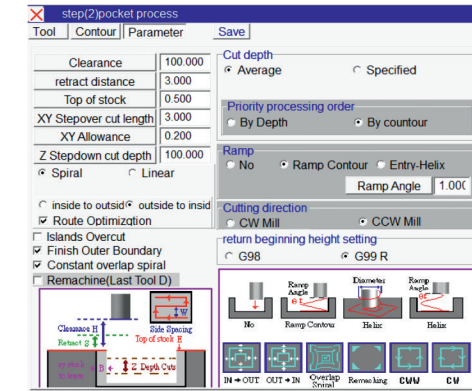 step(2)pocket process
Tool Contour Parameter Save
Clearance 100.000
retract distance 3.000
Top of stock 0.500
XY Stepover cut length 3.000
XY Allowance 0.200
Z Stepdown cut depth 100.000
Spiral Linear
inside to outsid outside to insid
Route Optimization
Islands Overcut
Finish Outer Boundary
Constant overlap spiral
Remachine(Last Tool D)
Cut depth
Average Specified
Priority processing order
By Depth By countour
Ramp
No Ramp Contour Entry-Helix
Ramp Angle 1.000
Cutting direction
CW Mill CCW Mill
return beginning height setting
G98 G99 R
Clearance H
Retract S
W
Side Spacing
Top of stock E
B
Z Depth Cuts
Ramp Angle
Diameter
Ramp Angle
No Ramp Contour Helix Helix
IN → OUT OUT → IN Overlap Spiral Remaching CWW CW